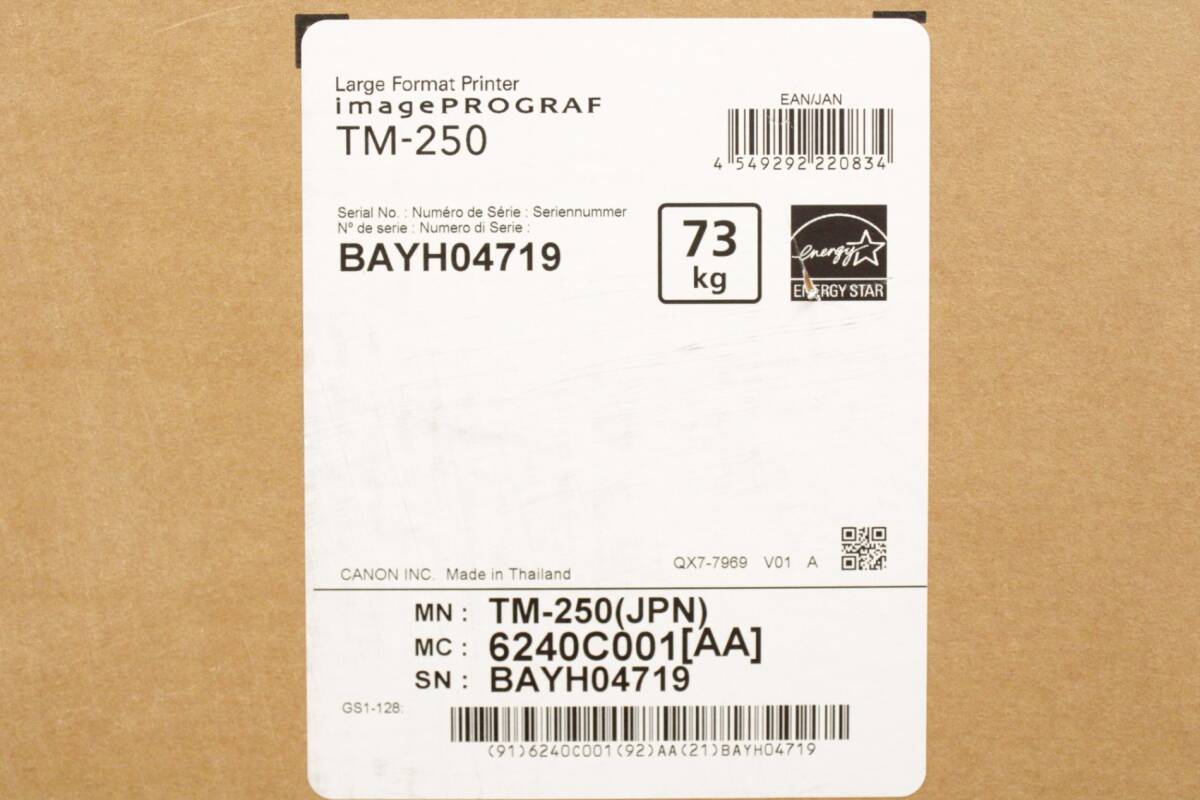 Large Format Printer
imagePROGRAF
TM-250
EAN/JAN
4 549292 220834
Serial No. : Numéro de Série : Seriennummer
Nº de serie : Numero di Serie :
BAYH04719
73
kg
energy
ENERGY STAR
CANON INC. Made in Thailand
QX7-7969 V01 A
MN : TM-250(JPN)
MC : 6240C001[AA]
SN : BAYH04719
GS1-128:
(91)6240C001(92)AA(21)BAYH04719